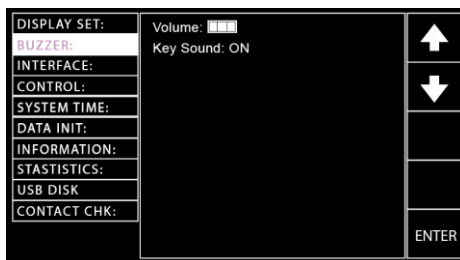 DISPLAY SET:
BUZZER:
INTERFACE:
CONTROL:
SYSTEM TIME:
DATA INIT:
INFORMATION:
STASTISTICS:
USB DISK
CONTACT CHK:
Volume:
Key Sound: ON
ENTER